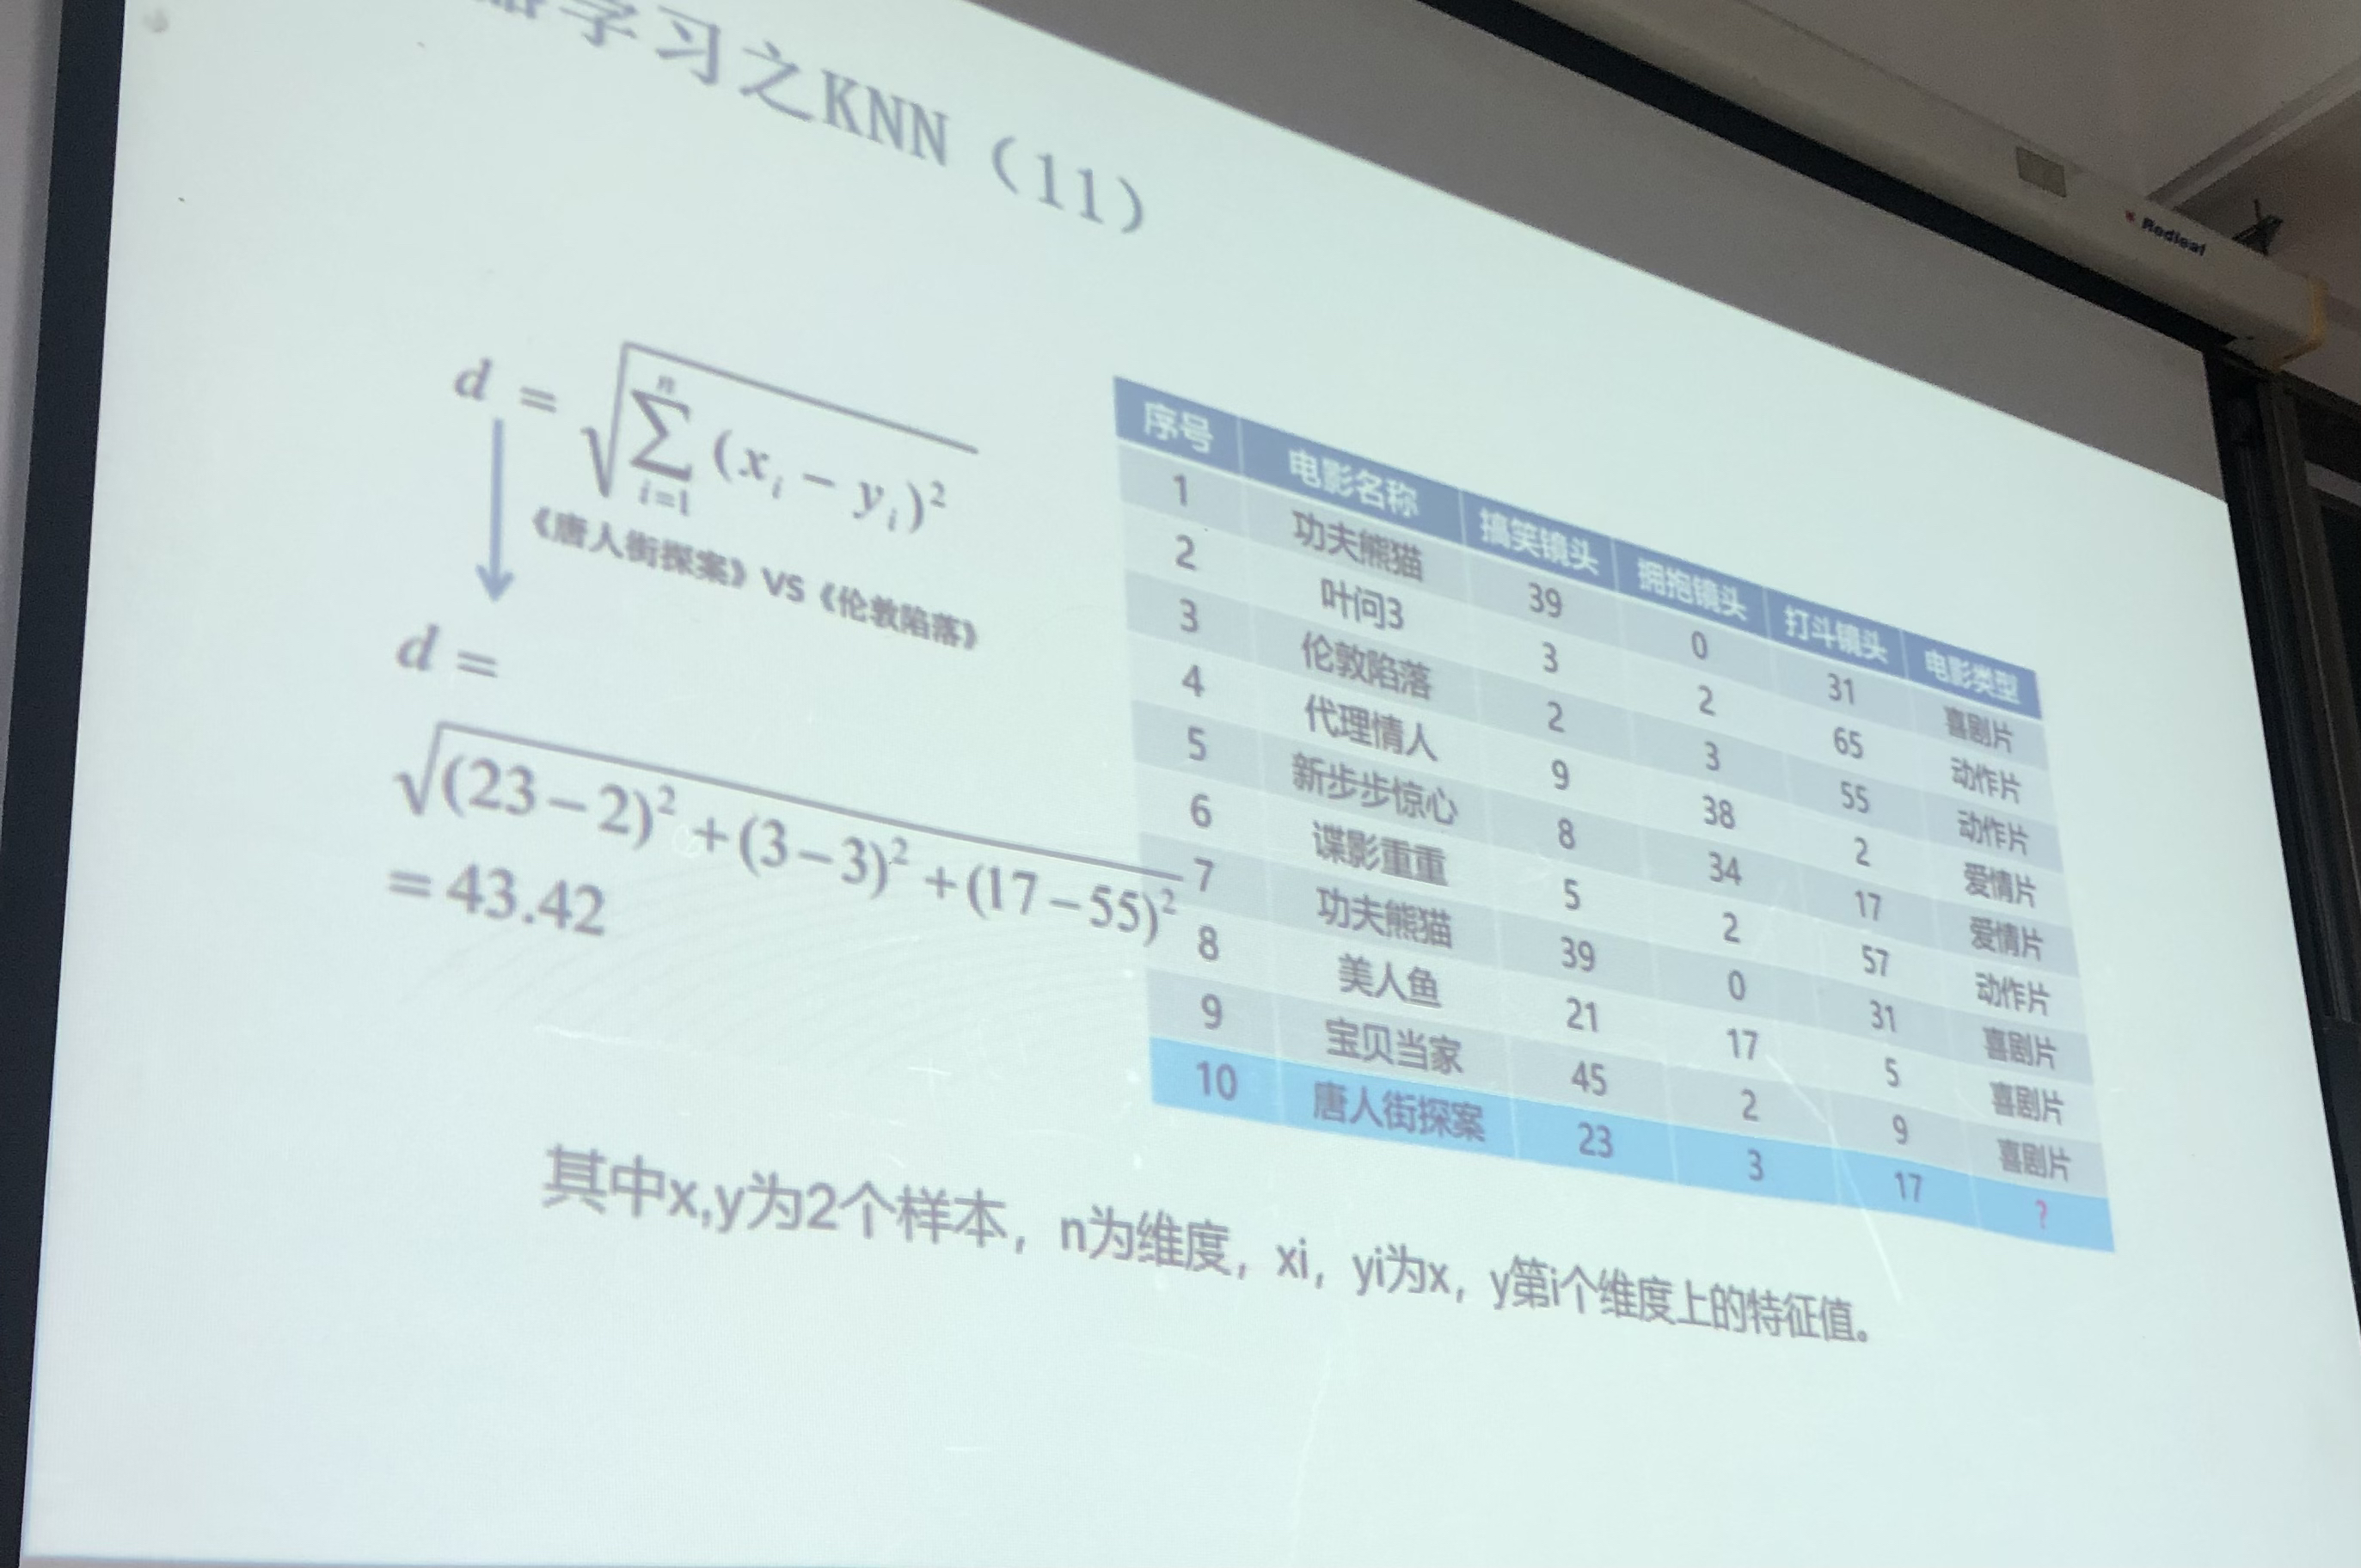 学习之KNN（11）
Redleaf
d = √∑(xᵢ − yᵢ)²
n
i=1
《唐人街探案》VS《伦敦陷落》
d =
√(23−2)²+(3−3)²+(17−55)²
=43.42
序号 电影名称 搞笑镜头 拥抱镜头 打斗镜头 电影类型
1 功夫熊猫 39 0 31 喜剧片
2 叶问3 3 2 65 动作片
3 伦敦陷落 2 3 55 动作片
4 代理情人 9 38 2 爱情片
5 新步步惊心 8 34 17 爱情片
6 谍影重重 5 2 57 动作片
7 功夫熊猫 39 0 31 喜剧片
8 美人鱼 21 17 5 喜剧片
9 宝贝当家 45 2 9 喜剧片
10 唐人街探案 23 3 17 ?
其中x,y为2个样本，n为维度，xi，yi为x，y第i个维度上的特征值。